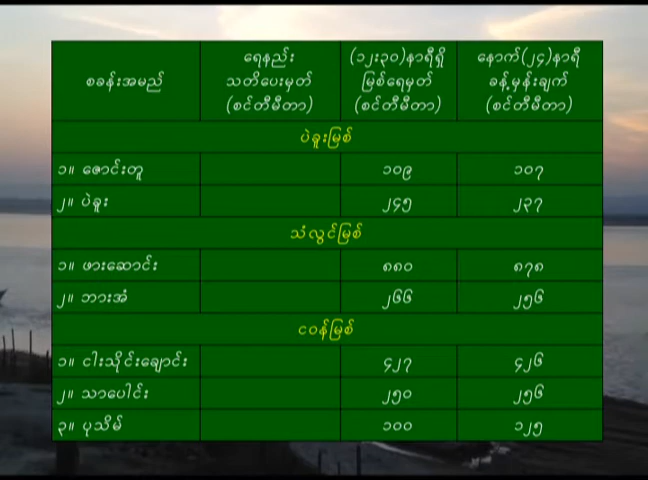 စခန်းအမည်
ရေနည်း
သတိပေးမှတ်
(စင်တီမီတာ)
(၁၂း၃၀)နာရီရှိ
မြစ်ရေမှတ်
(စင်တီမီတာ)
နောက်(၂၄)နာရီ
ခန့်မှန်းချက်
(စင်တီမီတာ)
ပဲခူးမြစ်
၁။ ဇောင်းတူ ၁၀၉ ၁၀၇
၂။ ပဲခူး ၂၄၅ ၂၃၇
သံလွင်မြစ်
၁။ ဖားဆောင်း ၈၈၀ ၈၇၈
၂။ ဘားအံ ၂၆၆ ၂၅၆
ငဝန်မြစ်
၁။ ငါးသိုင်းချောင်း ၄၂၇ ၄၂၆
၂။ သာပေါင်း ၂၅၀ ၂၅၆
၃။ ပုသိမ် ၁၀၀ ၁၂၅